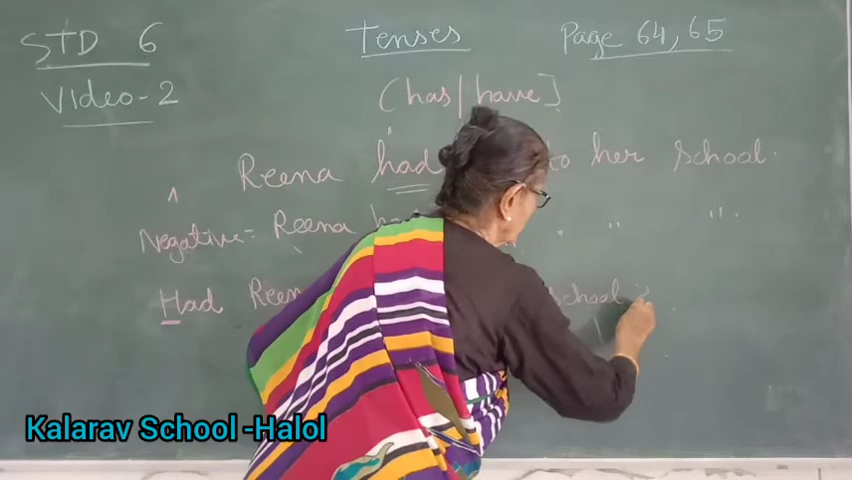 STD 6 Tenses Page 64, 65
Video-2 (has/have]
Reena had to her school.
Negative = Reena " " ".
Had school
Kalarav School -Halol